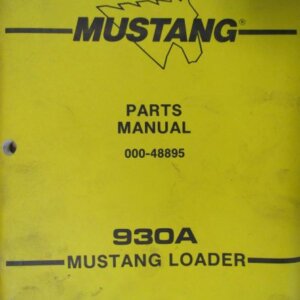 MUSTANG®
PARTS
MANUAL
000-48895
930A
MUSTANG LOADER